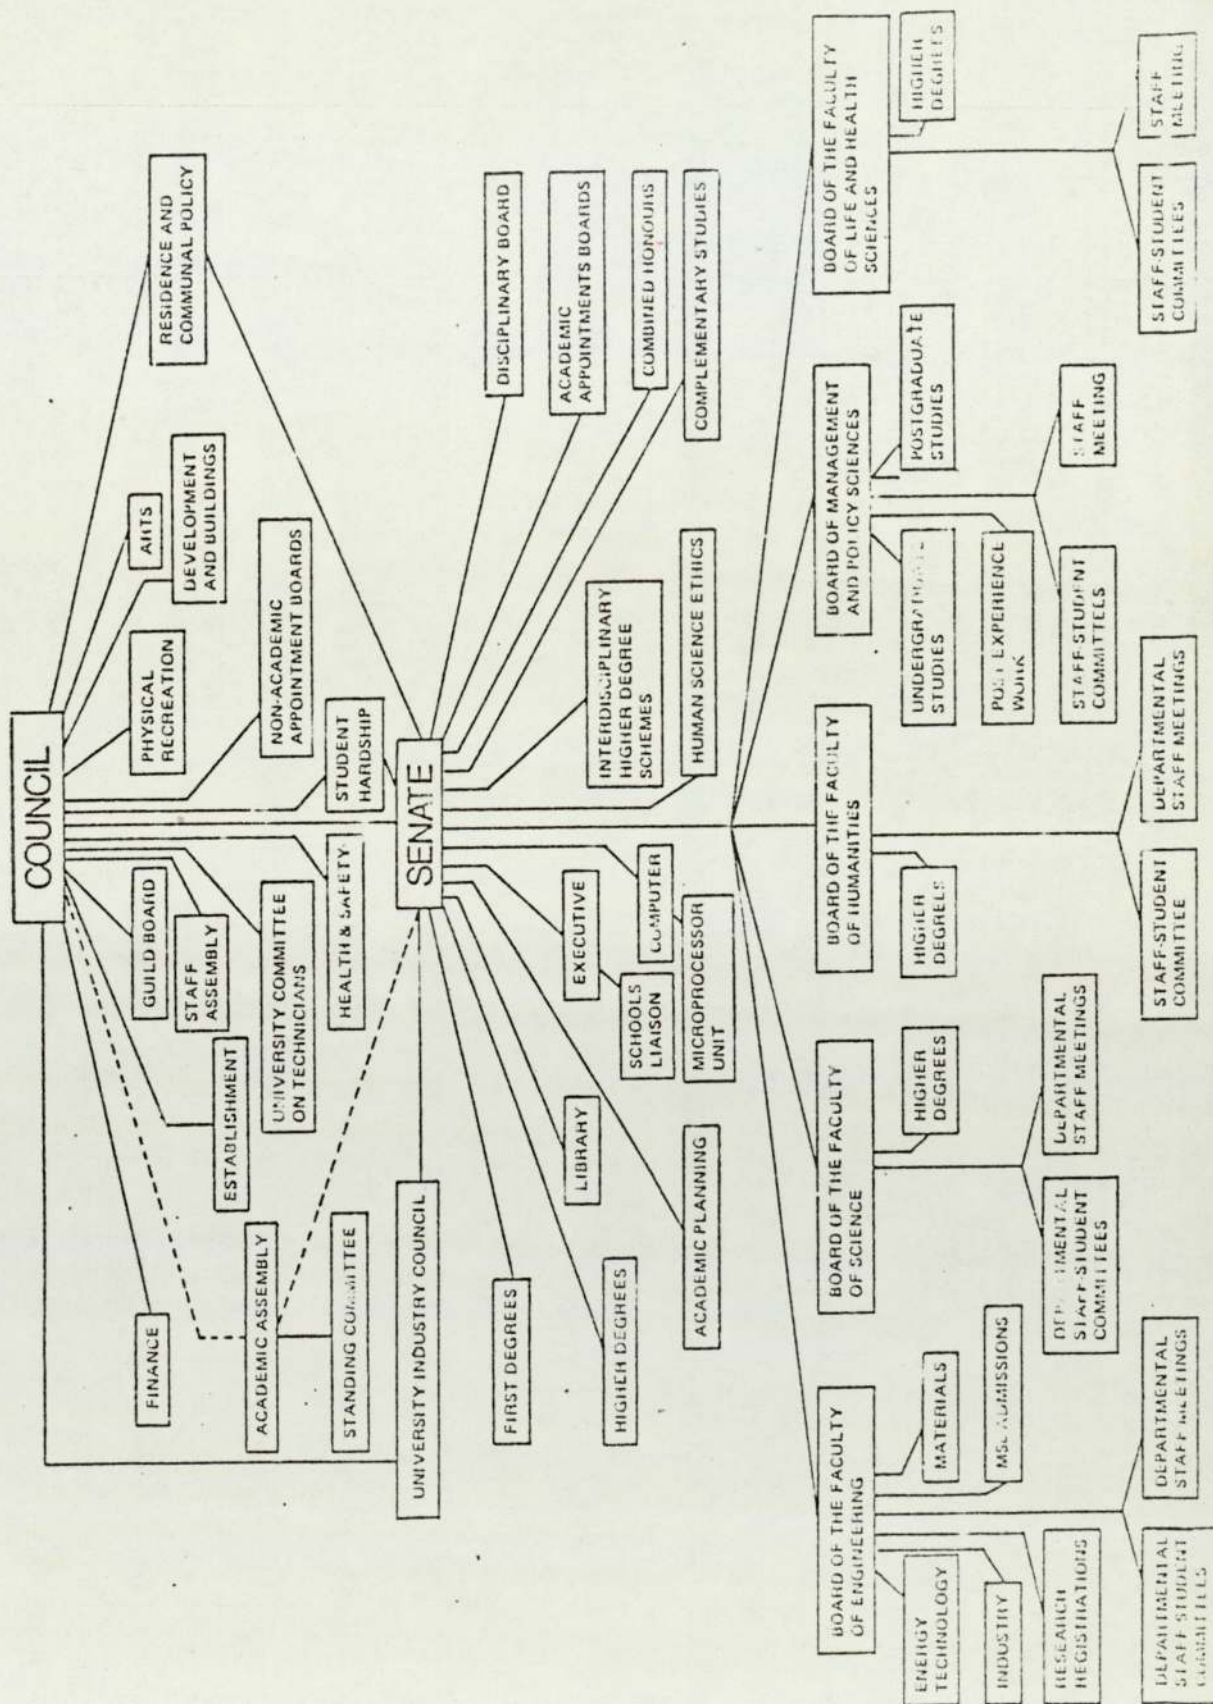 COUNCIL
FINANCE
ACADEMIC ASSEMBLY
STANDING COMMITTEE
ESTABLISHMENT
GUILD BOARD
STAFF
ASSEMBLY
UNIVERSITY COMMITTEE
ON TECHNICIANS
HEALTH & SAFETY
PHYSICAL
RECREATION
NON-ACADEMIC
APPOINTMENT BOARDS
STUDENT
HARDSHIP
ARTS
DEVELOPMENT
AND BUILDINGS
RESIDENCE AND
COMMUNAL POLICY
UNIVERSITY INDUSTRY COUNCIL
SENATE
FIRST DEGREES
HIGHER DEGREES
LIBRARY
ACADEMIC PLANNING
EXECUTIVE
SCHOOLS
LIAISON
COMPUTER
MICROPROCESSOR
UNIT
INTERDISCIPLINARY
HIGHER DEGREE
SCHEMES
HUMAN SCIENCE ETHICS
DISCIPLINARY BOARD
ACADEMIC
APPOINTMENTS BOARDS
COMBINED HONOURS
COMPLEMENTARY STUDIES
BOARD OF THE FACULTY
OF ENGINEERING
ENERGY
TECHNOLOGY
INDUSTRY
RESEARCH
REGISTRATIONS
DEPARTMENTAL
STAFF STUDENT
COMMITTEES
MATERIALS
MSc ADMISSIONS
DEPARTMENTAL
STAFF MEETINGS
BOARD OF THE FACULTY
OF SCIENCE
HIGHER
DEGREES
DEPARTMENTAL
STAFF-STUDENT
COMMITTEES
DEPARTMENTAL
STAFF MEETINGS
BOARD OF THE FACULTY
OF HUMANITIES
HIGHER
DEGREES
STAFF-STUDENT
COMMITTEE
DEPARTMENTAL
STAFF MEETINGS
BOARD OF MANAGEMENT
AND POLICY SCIENCES
UNDERGRADUATE
STUDIES
POST EXPERIENCE
WORK
POSTGRADUATE
STUDIES
STAFF-STUDENT
COMMITTEES
STAFF
MEETING
BOARD OF THE FACULTY
OF LIFE AND HEALTH
SCIENCES
HIGHER
DEGREES
STAFF-STUDENT
COMMITTEES
STAFF
MEETING